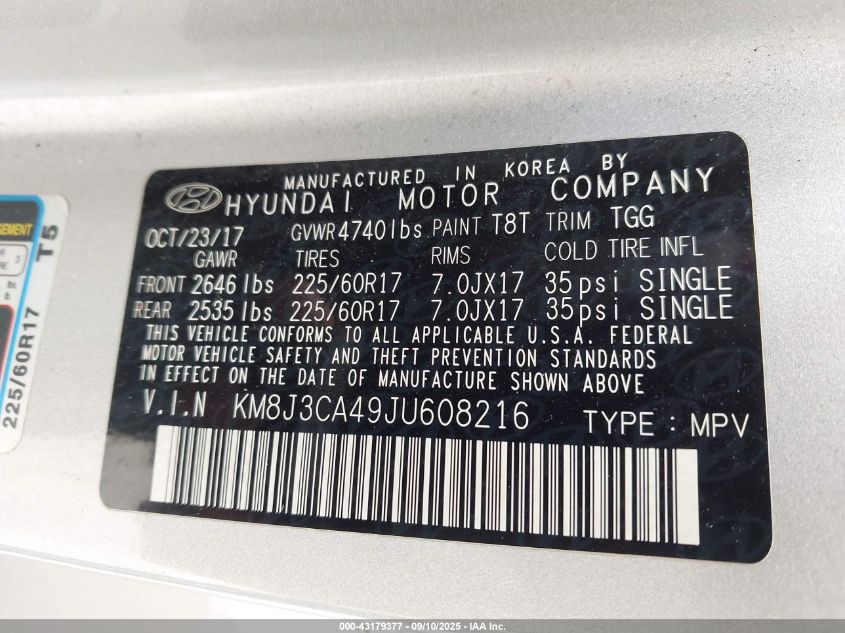 MANUFACTURED IN KOREA BY
HYUNDAI MOTOR COMPANY
OCT/23/17 GVWR 4740lbs PAINT T8T TRIM TGG
GAWR TIRES RIMS COLD TIRE INFL
FRONT 2646 lbs 225/60R17 7.0JX17 35psi SINGLE
REAR 2535 lbs 225/60R17 7.0JX17 35psi SINGLE
THIS VEHICLE CONFORMS TO ALL APPLICABLE U.S.A. FEDERAL
MOTOR VEHICLE SAFETY AND THEFT PREVENTION STANDARDS
IN EFFECT ON THE DATE OF MANUFACTURE SHOWN ABOVE
V.I.N KM8J3CA49JU608216 TYPE : MPV
225/60R17 T5
000-43179377 - 09/10/2025 - IAA Inc.